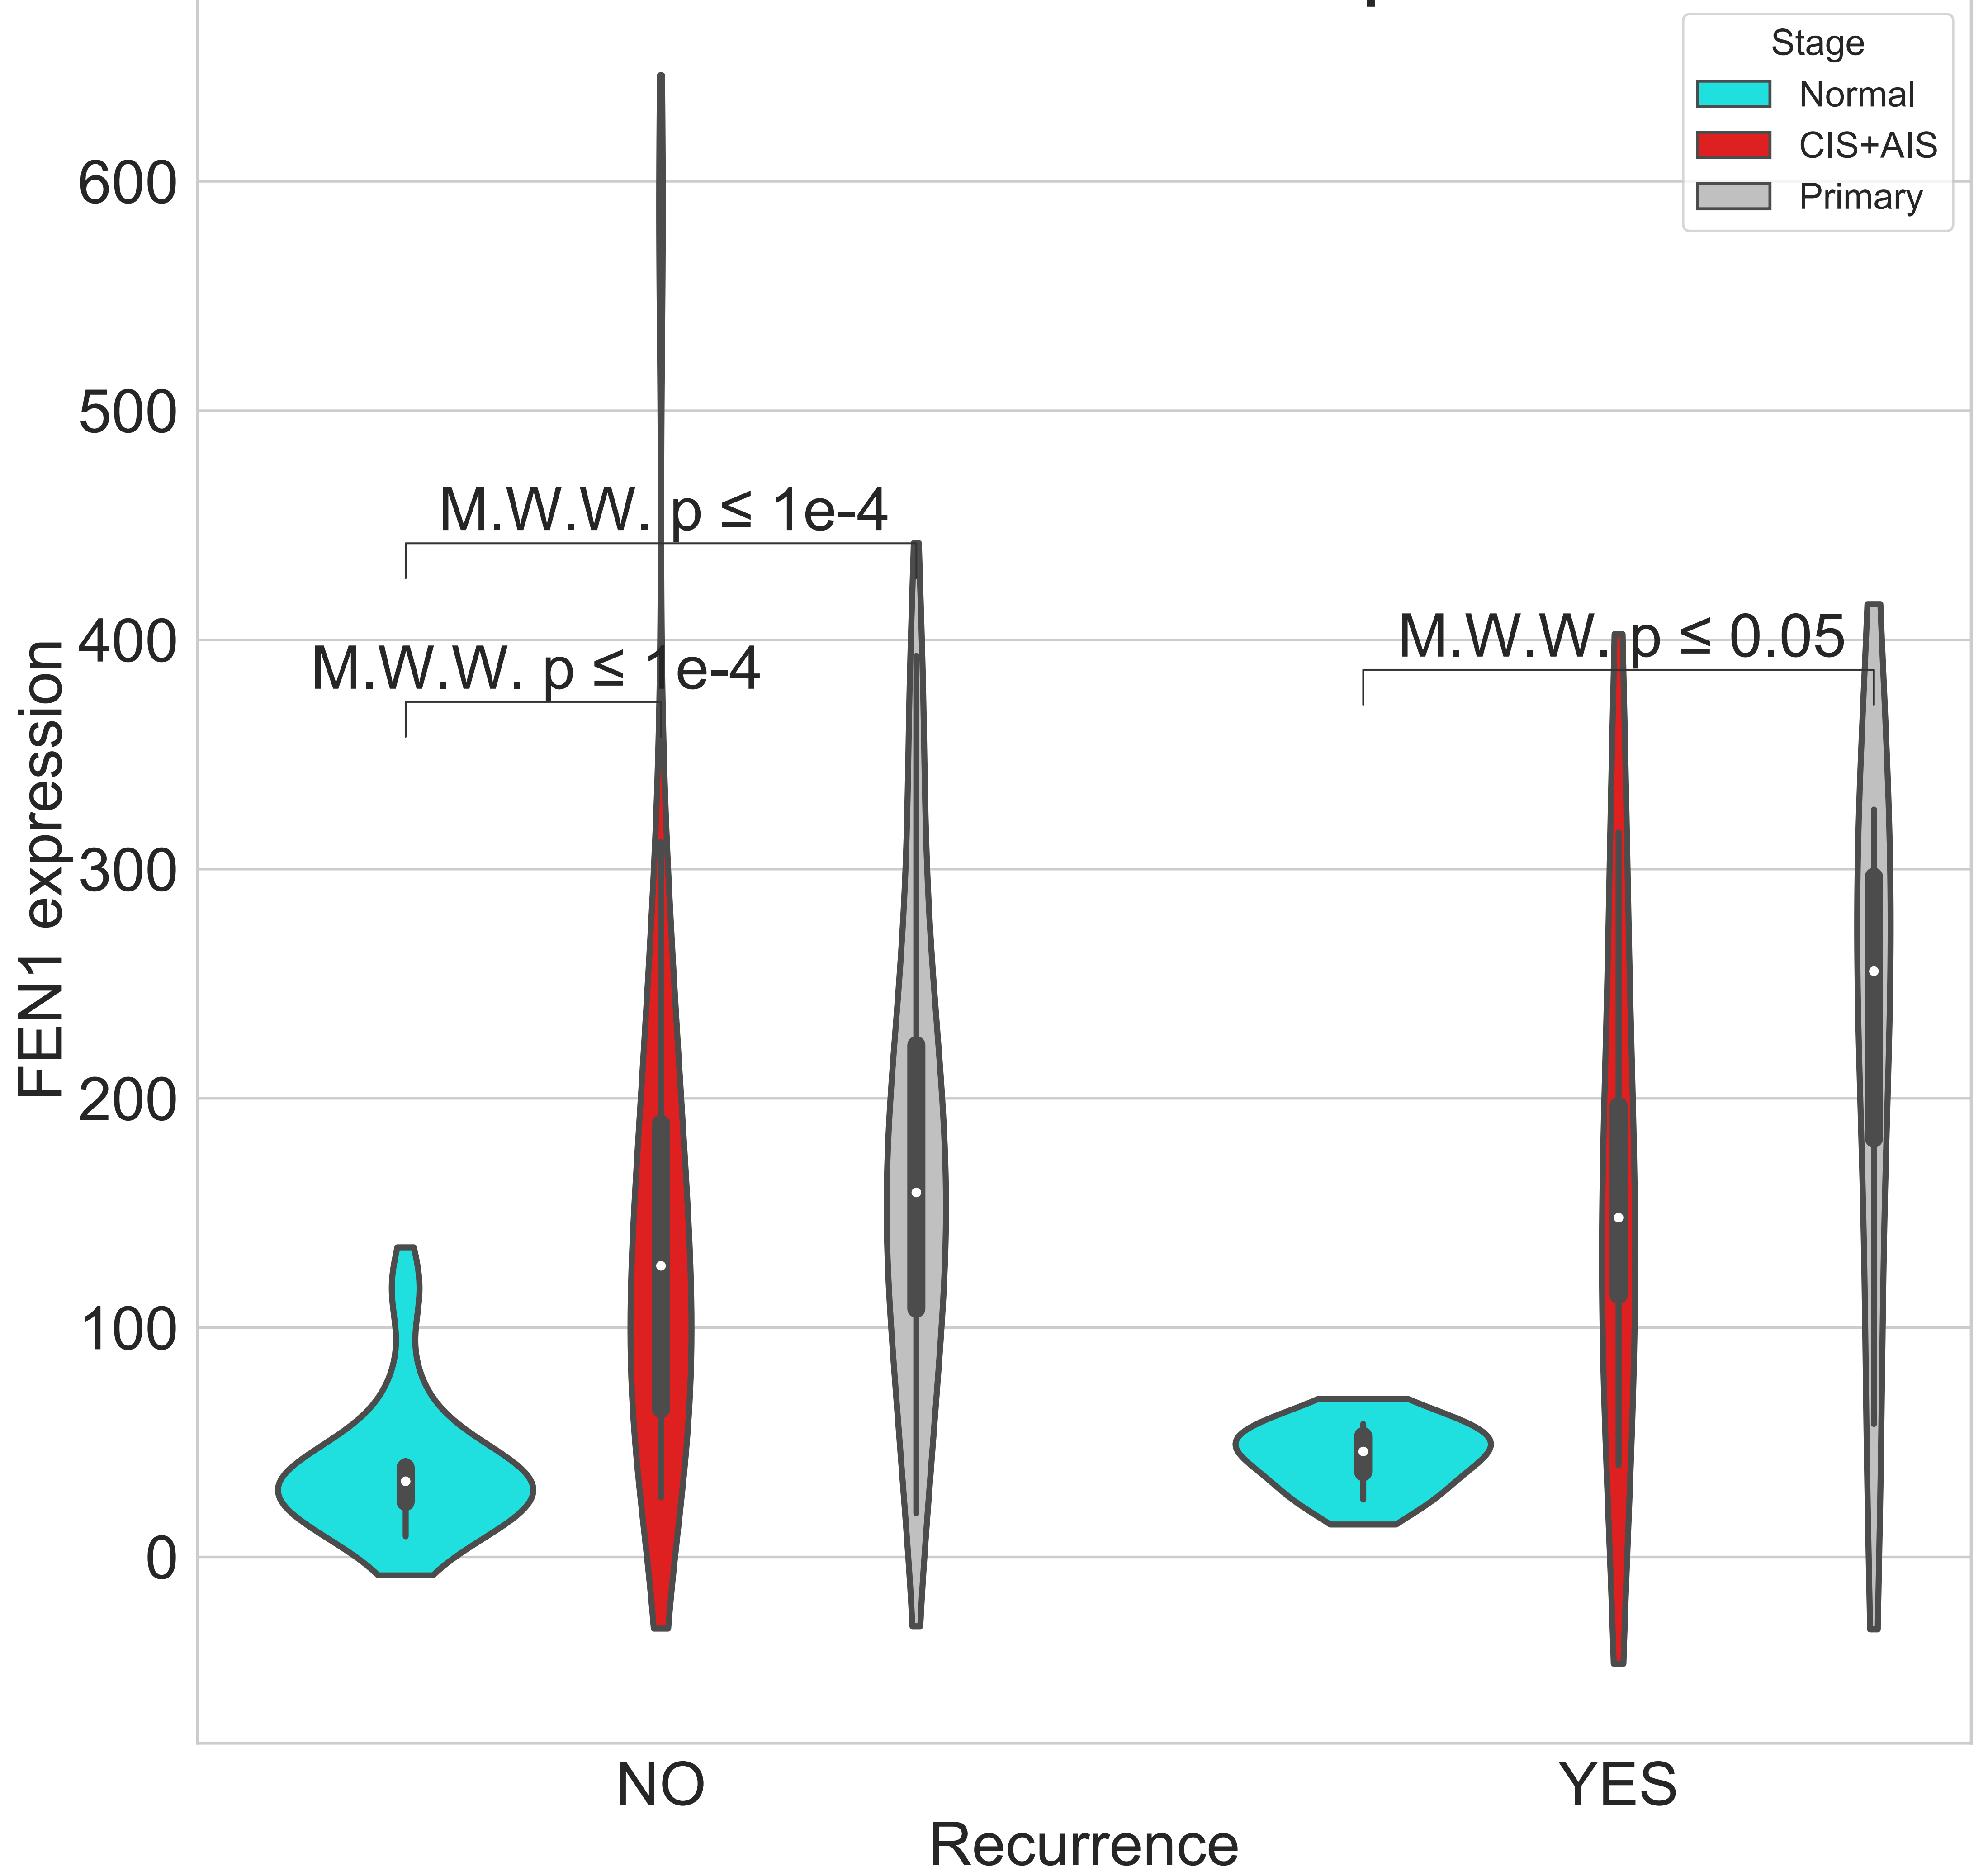 Stage
Normal
CIS+AIS
Primary
600
500
400
300
200
100
0
FEN1 expression
M.W.W. p ≤ 1e-4
M.W.W. p ≤ 1e-4
M.W.W. p ≤ 0.05
NO
YES
Recurrence